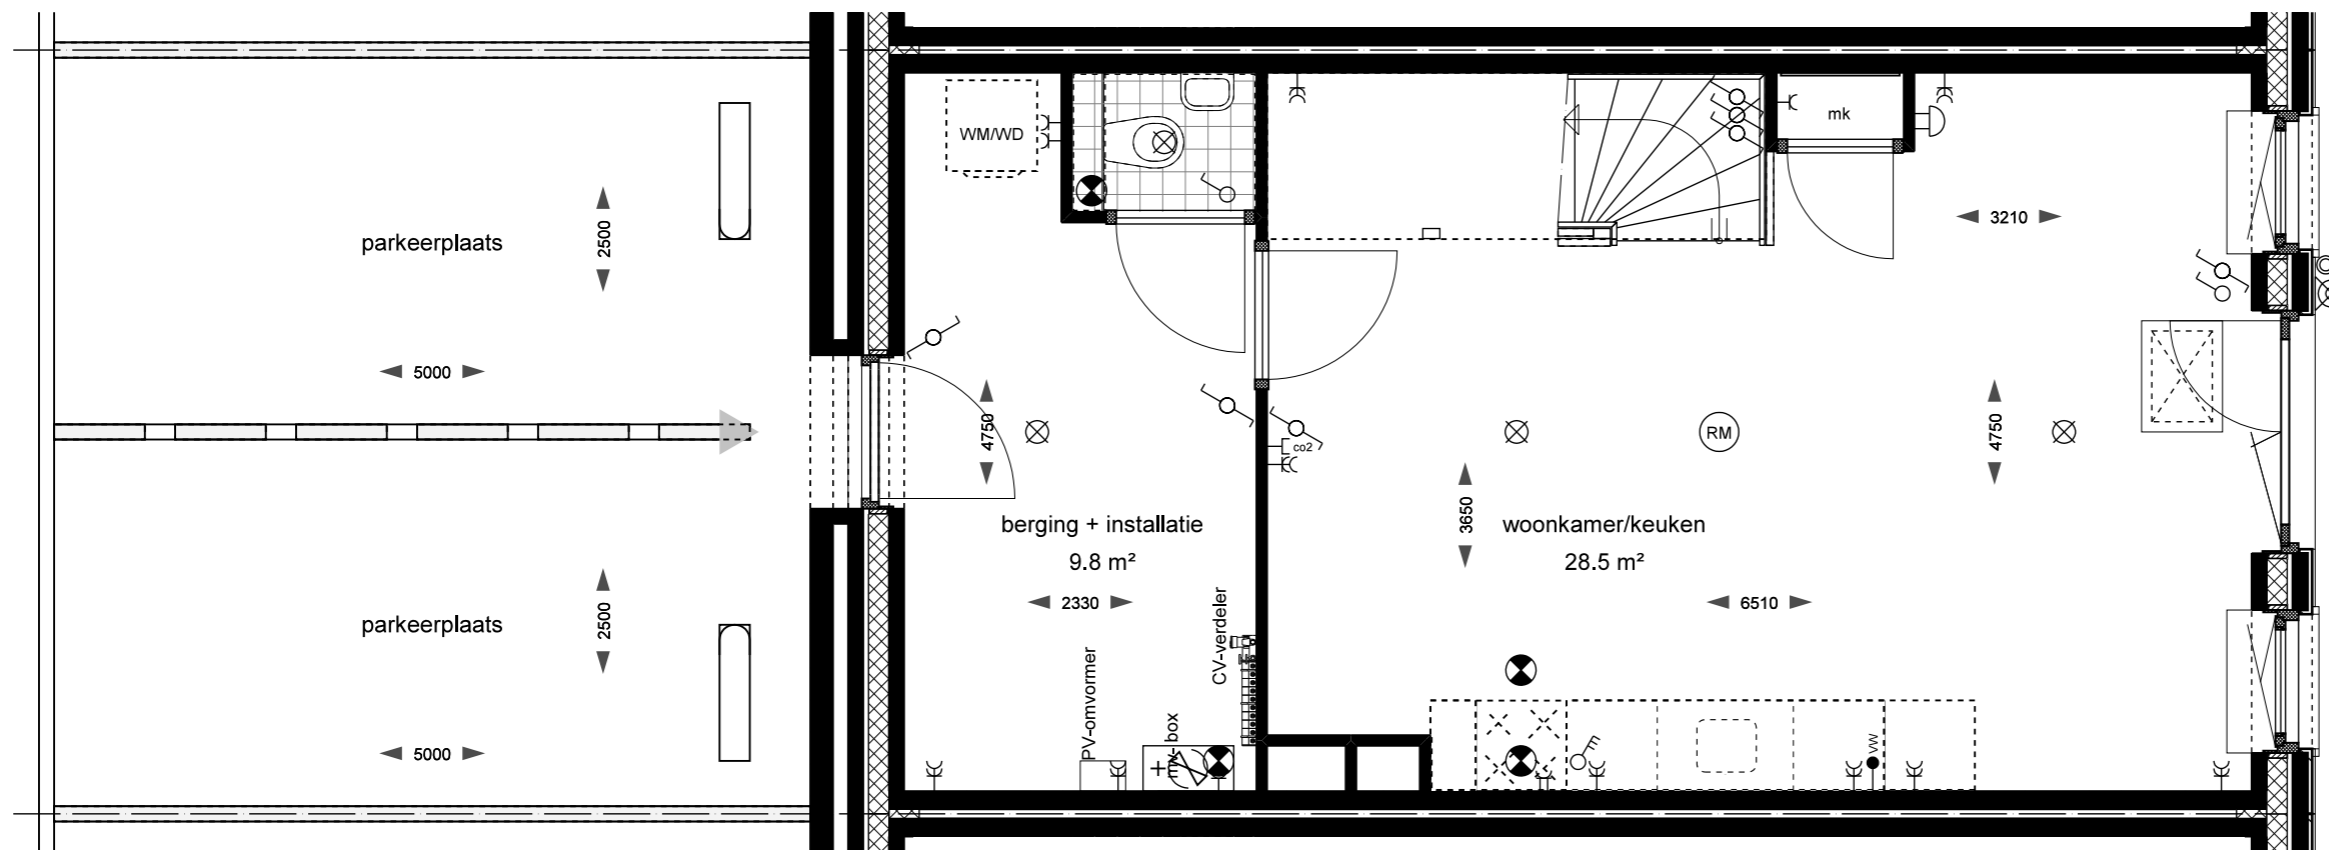 parkeerplaats
2500
5000
parkeerplaats
2500
5000
WM/WD
4750
berging + installatie
9.8 m²
2330
CV-verdeler
PV-omvormer
mv-box
mk
3210
co2
RM
4750
3650
woonkamer/keuken
28.5 m²
6510
VW